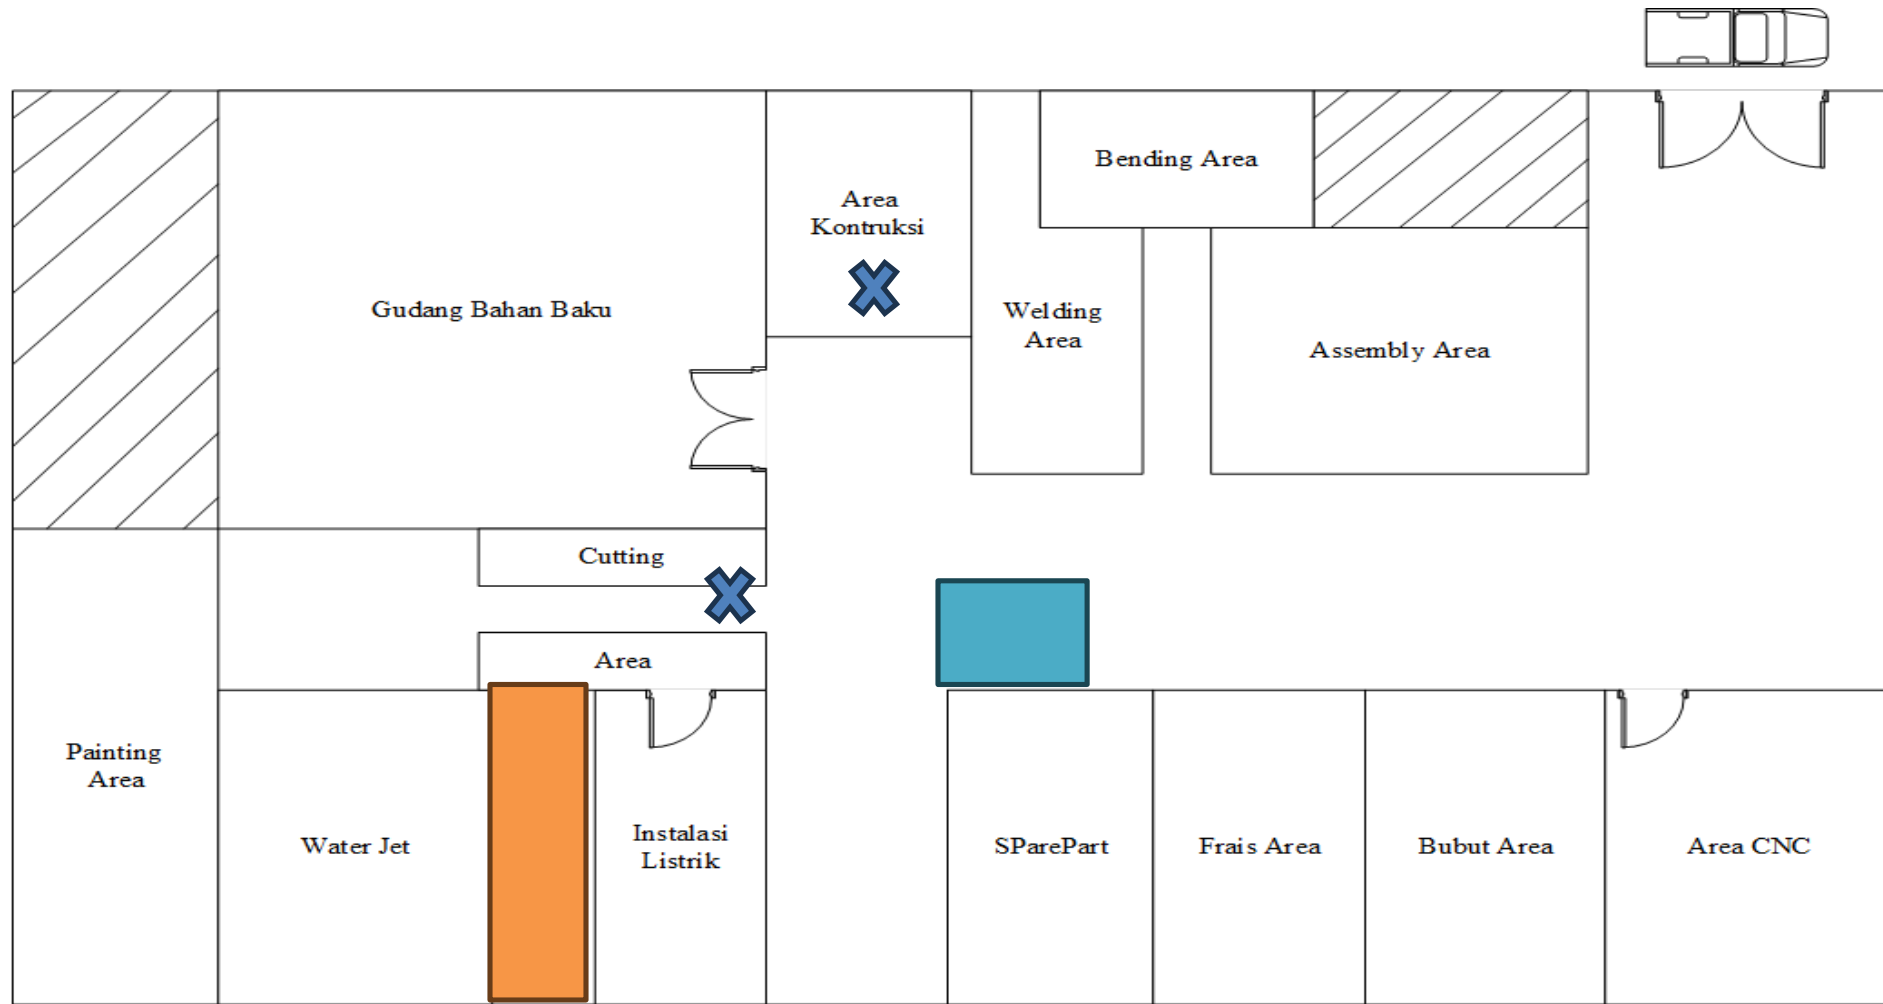 Bending Area
Area
Kontruksi
Gudang Bahan Baku
Welding
Area
Assembly Area
Cutting
Area
Painting
Area
Water Jet
Instalasi
Listrik
SParePart
Frais Area
Bubut Area
Area CNC